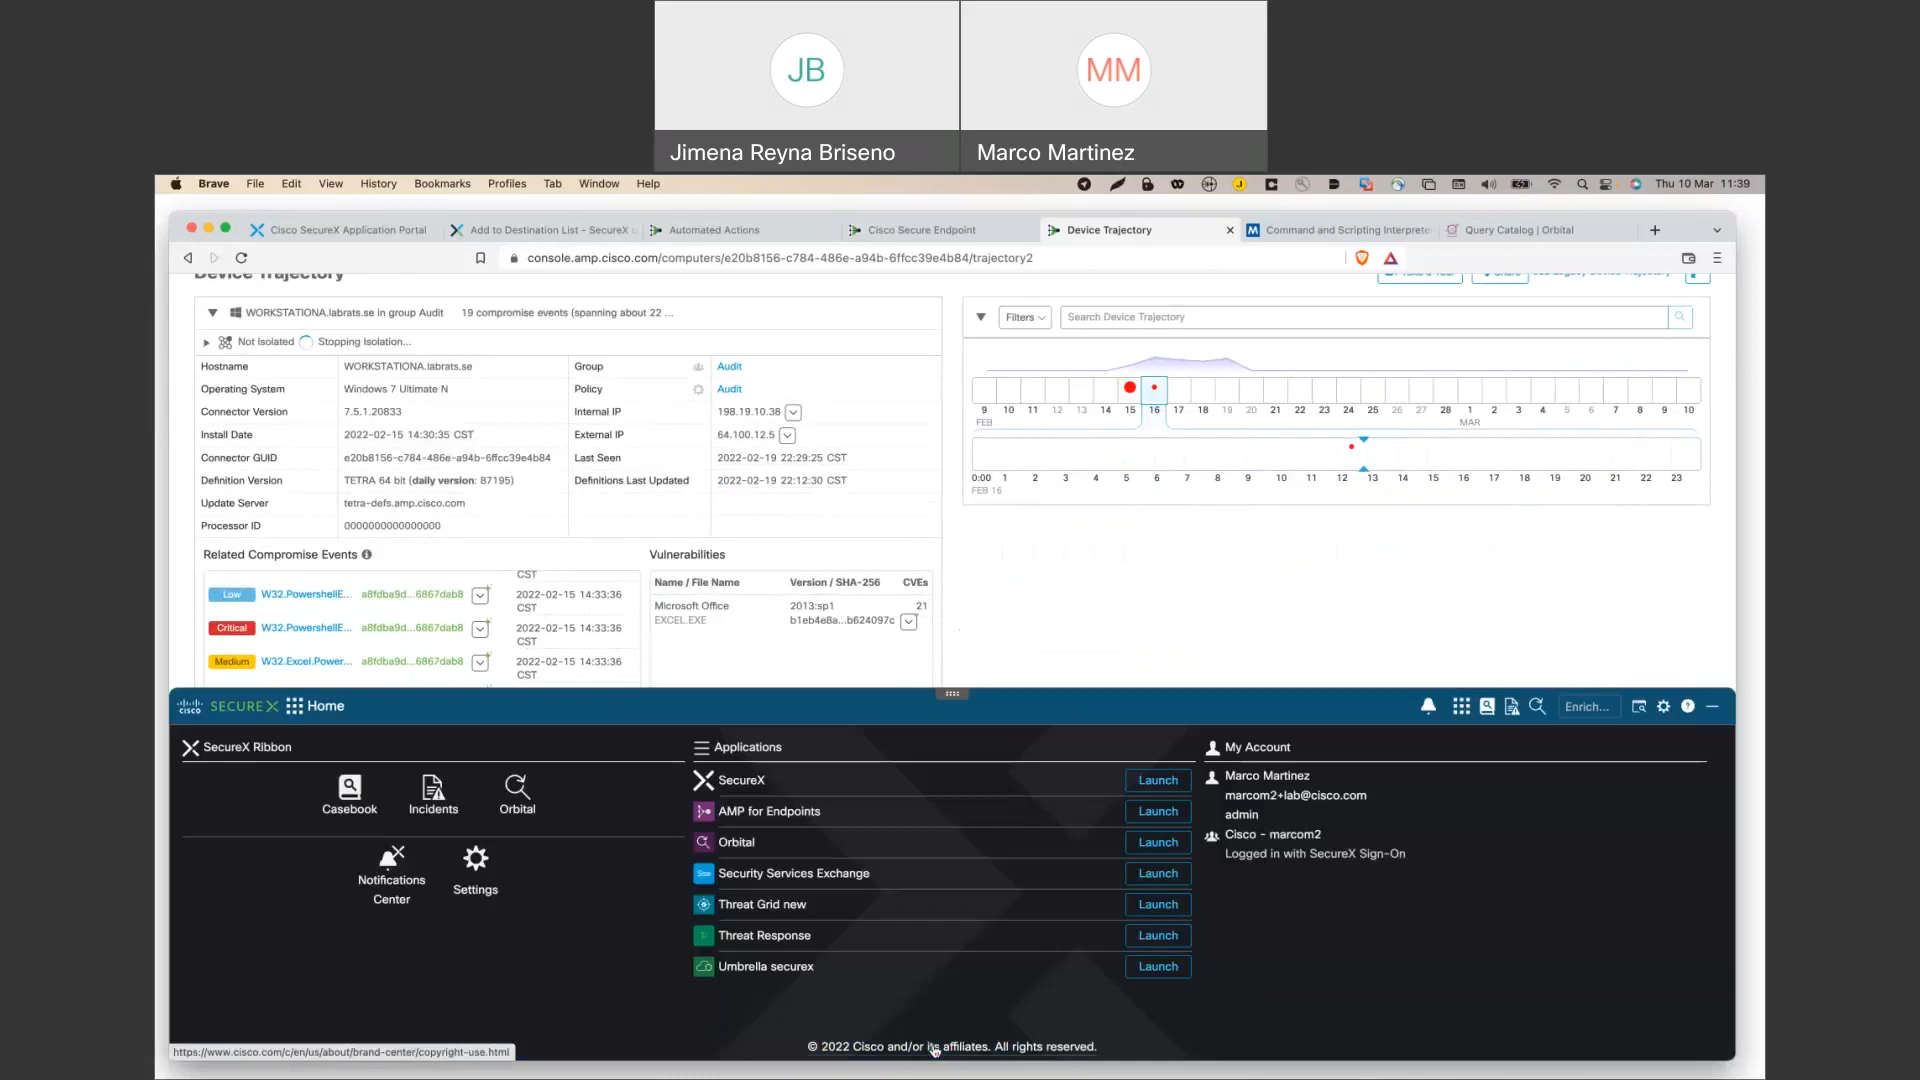 JB
MM
Jimena Reyna Briseno
Marco Martinez
Brave File Edit View History Bookmarks Profiles Tab Window Help
Thu 10 Mar 11:39
Cisco SecureX Application Portal
Add to Destination List - SecureX
Automated Actions
Cisco Secure Endpoint
Device Trajectory
Command and Scripting Interprete
Query Catalog | Orbital
console.amp.cisco.com/computers/e20b8156-c784-486e-a94b-6ffcc39e4b84/trajectory2
Device Trajectory
WORKSTATIONA.labrats.se in group Audit 19 compromise events (spanning about 22 ...
Not Isolated Stopping Isolation...
Hostname WORKSTATIONA.labrats.se Group Audit
Operating System Windows 7 Ultimate N Policy Audit
Connector Version 7.5.1.20833 Internal IP 198.19.10.38
Install Date 2022-02-15 14:30:35 CST External IP 64.100.12.5
Connector GUID e20b8156-c784-486e-a94b-6ffcc39e4b84 Last Seen 2022-02-19 22:29:25 CST
Definition Version TETRA 64 bit (daily version: 87195) Definitions Last Updated 2022-02-19 22:12:30 CST
Update Server tetra-defs.amp.cisco.com
Processor ID 0000000000000000
Filters Search Device Trajectory
9 10 11 12 13 14 15 16 17 18 19 20 21 22 23 24 25 26 27 28 1 2 3 4 5 6 7 8 9 10
FEB MAR
0:00 1 2 3 4 5 6 7 8 9 10 11 12 13 14 15 16 17 18 19 20 21 22 23
FEB 16
Related Compromise Events
CST
Low W32.PowershellE... a8fdba9d...6867dab8 2022-02-15 14:33:36
CST
Critical W32.PowershellE... a8fdba9d...6867dab8 2022-02-15 14:33:36
CST
Medium W32.Excel.Power... a8fdba9d...6867dab8 2022-02-15 14:33:36
CST
Vulnerabilities
Name / File Name Version / SHA-256 CVEs
Microsoft Office 2013:sp1 21
EXCEL.EXE b1eb4e8a...b624097c
CISCO SECUREX Home
Enrich...
SecureX Ribbon
Casebook
Incidents
Orbital
Notifications
Center
Settings
Applications
SecureX Launch
AMP for Endpoints Launch
Orbital Launch
Security Services Exchange Launch
Threat Grid new Launch
Threat Response Launch
Umbrella securex Launch
My Account
Marco Martinez
marcom2+lab@cisco.com
admin
Cisco - marcom2
Logged in with SecureX Sign-On
© 2022 Cisco and/or its affiliates. All rights reserved.
https://www.cisco.com/c/en/us/about/brand-center/copyright-use.html